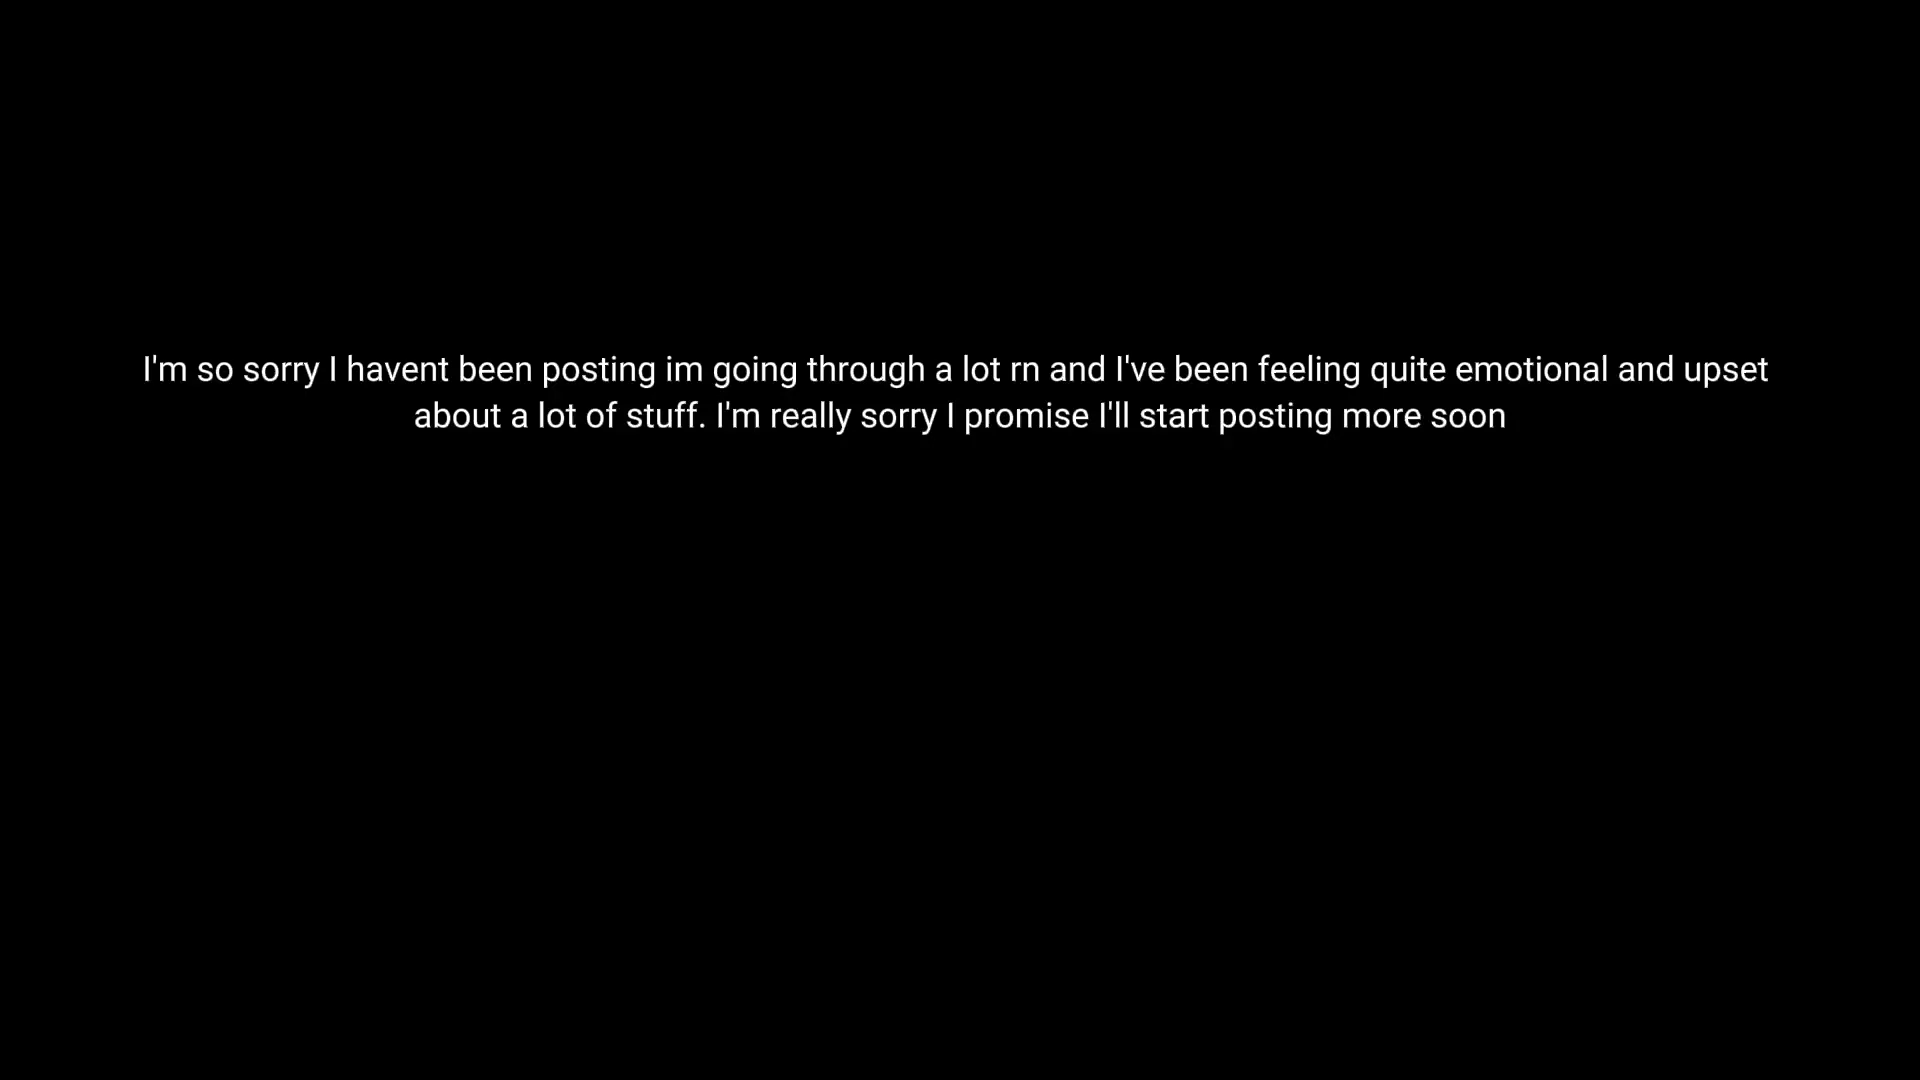 I'm so sorry I havent been posting im going through a lot rn and I've been feeling quite emotional and upset
about a lot of stuff. I'm really sorry I promise I'll start posting more soon